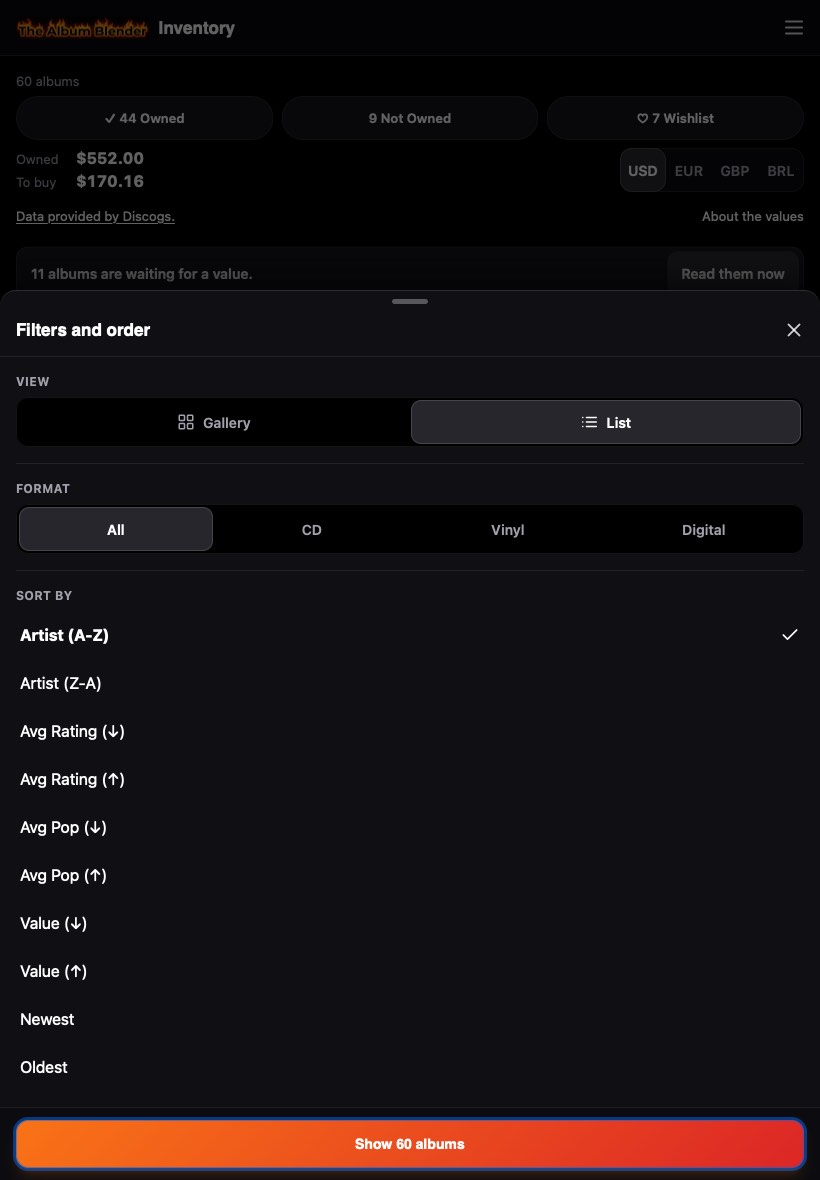 The Album Blender Inventory
60 albums
✓ 44 Owned 9 Not Owned ♡ 7 Wishlist
Owned $552.00
To buy $170.16
USD EUR GBP BRL
Data provided by Discogs. About the values
11 albums are waiting for a value. Read them now
Filters and order
VIEW
Gallery List
FORMAT
All CD Vinyl Digital
SORT BY
Artist (A-Z)
Artist (Z-A)
Avg Rating (↓)
Avg Rating (↑)
Avg Pop (↓)
Avg Pop (↑)
Value (↓)
Value (↑)
Newest
Oldest
Show 60 albums